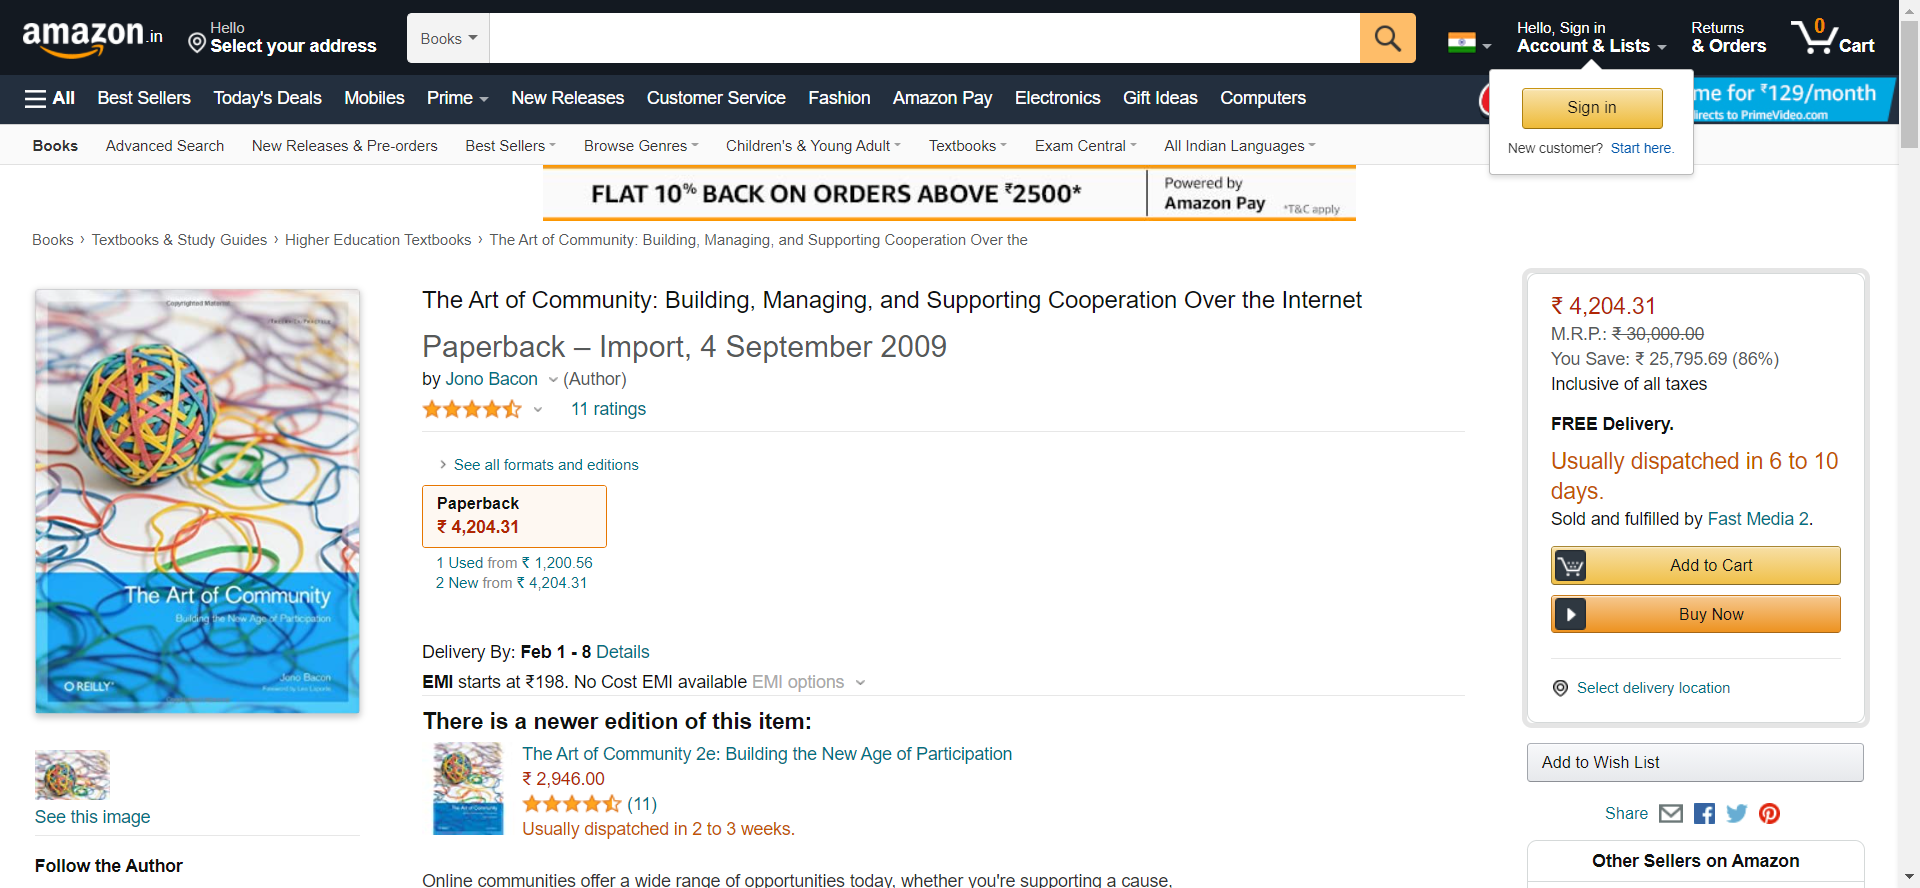 amazon.in
Hello
Select your address
Books
Hello, Sign in
Account & Lists
Returns
& Orders
0
Cart
All
Best Sellers
Today's Deals
Mobiles
Prime
New Releases
Customer Service
Fashion
Amazon Pay
Electronics
Gift Ideas
Computers
me for ₹129/month
irects to PrimeVideo.com
Sign in
New customer? Start here.
Books
Advanced Search
New Releases & Pre-orders
Best Sellers
Browse Genres
Children's & Young Adult
Textbooks
Exam Central
All Indian Languages
FLAT 10% BACK ON ORDERS ABOVE ₹2500*
Powered by
Amazon Pay
*T&C apply
Books › Textbooks & Study Guides › Higher Education Textbooks › The Art of Community: Building, Managing, and Supporting Cooperation Over the
Copyrighted Material
The Art of Community
Building the New Age of Participation
Jono Bacon
O'REILLY
See this image
Follow the Author
The Art of Community: Building, Managing, and Supporting Cooperation Over the Internet
Paperback – Import, 4 September 2009
by Jono Bacon (Author)
11 ratings
› See all formats and editions
Paperback
₹ 4,204.31
1 Used from ₹ 1,200.56
2 New from ₹ 4,204.31
Delivery By: Feb 1 - 8 Details
EMI starts at ₹198. No Cost EMI available EMI options
There is a newer edition of this item:
The Art of Community 2e: Building the New Age of Participation
₹ 2,946.00
(11)
Usually dispatched in 2 to 3 weeks.
Online communities offer a wide range of opportunities today, whether you're supporting a cause,
₹ 4,204.31
M.R.P.: ₹ 30,000.00
You Save: ₹ 25,795.69 (86%)
Inclusive of all taxes
FREE Delivery.
Usually dispatched in 6 to 10
days.
Sold and fulfilled by Fast Media 2.
Add to Cart
Buy Now
Select delivery location
Add to Wish List
Share
Other Sellers on Amazon